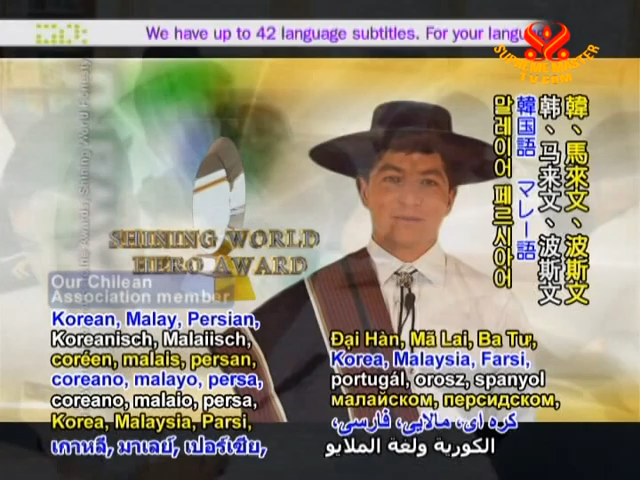 We have up to 42 language subtitles. For your langu
SUPREME MASTER
TV.COM
韓、馬來文、波斯文
韩、马来文、波斯文
韓国語 マレー語
말레이어 페르시아어
SHINING WORLD
HERO AWARD
Our Chilean
Association member
Korean, Malay, Persian,
Koreanisch, Malaiisch,
coréen, malais, persan,
coreano, malayo, persa,
coreano, malaio, persa,
Korea, Malaysia, Parsi,
เกาหลี, มาเลย์, เปอร์เซีย,
Đại Hàn, Mã Lai, Ba Tư,
Korea, Malaysia, Farsi,
portugál, orosz, spanyol
малайском, персидском,
کره ای، مالایی، فارسی،
الكورية ولغة الملايو